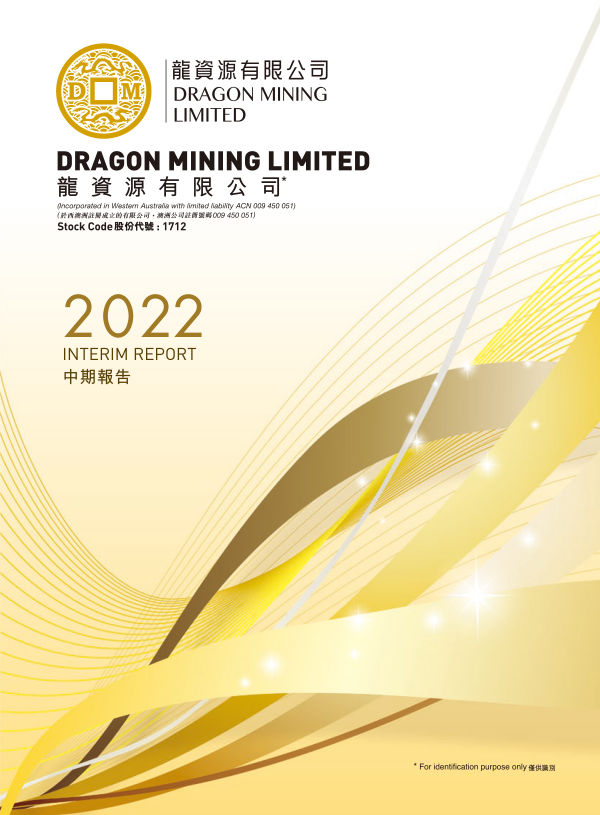 D M
龍資源有限公司
DRAGON MINING
LIMITED
DRAGON MINING LIMITED
龍資源有限公司*
(Incorporated in Western Australia with limited liability ACN 009 450 051)
(於西澳洲註冊成立的有限公司，澳洲公司註冊號碼009 450 051)
Stock Code 股份代號 : 1712
2022
INTERIM REPORT
中期報告
* For identification purpose only 僅供識別